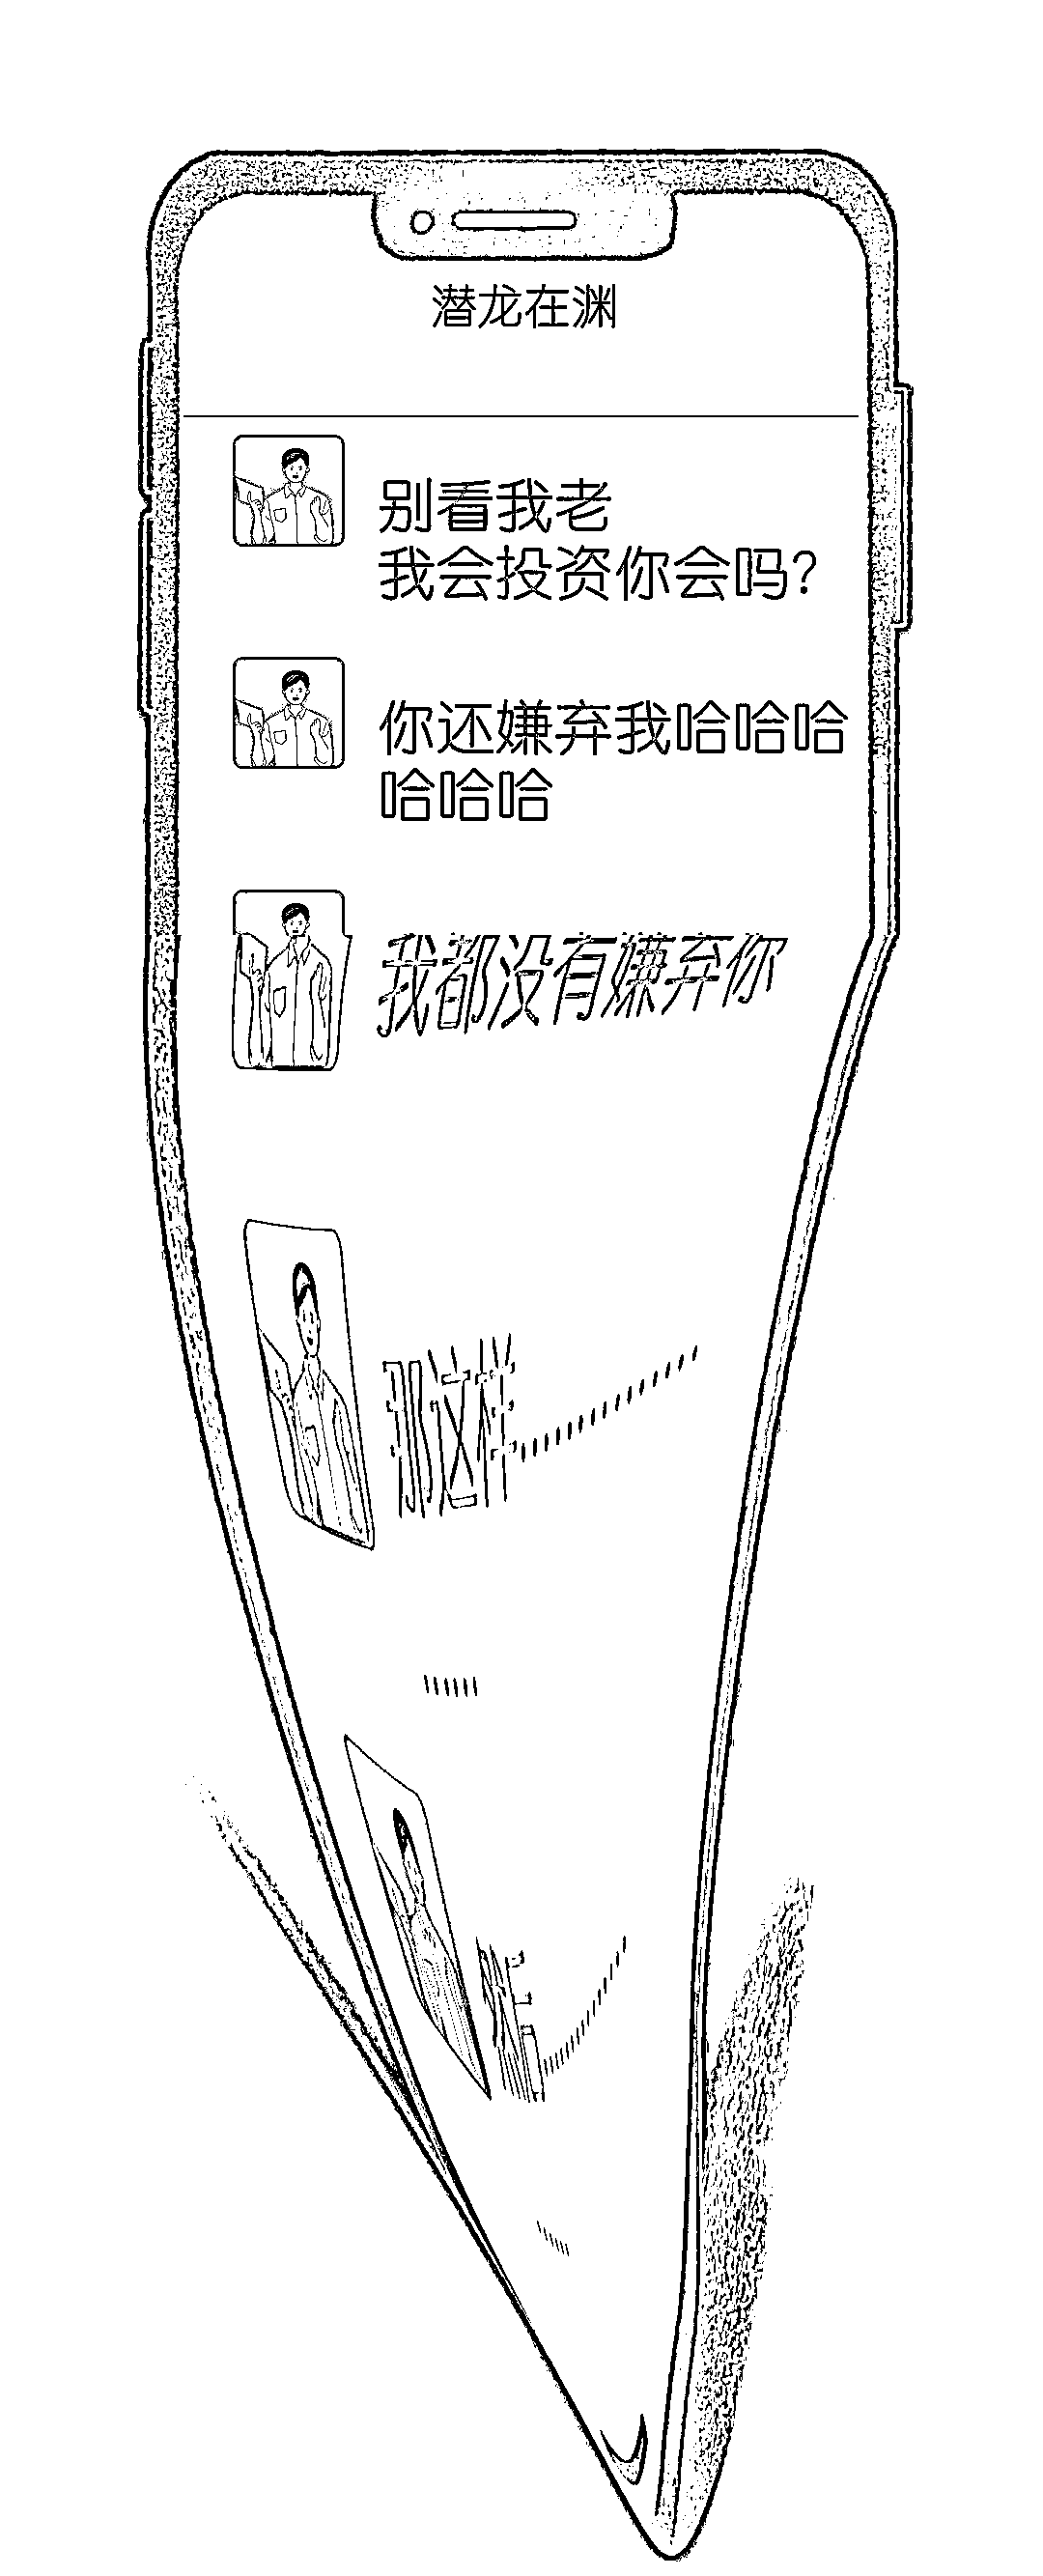 潜龙在渊
别看我老
我会投资你会吗?
你还嫌弃我哈哈哈
哈哈哈
我都没有嫌弃你
那这样